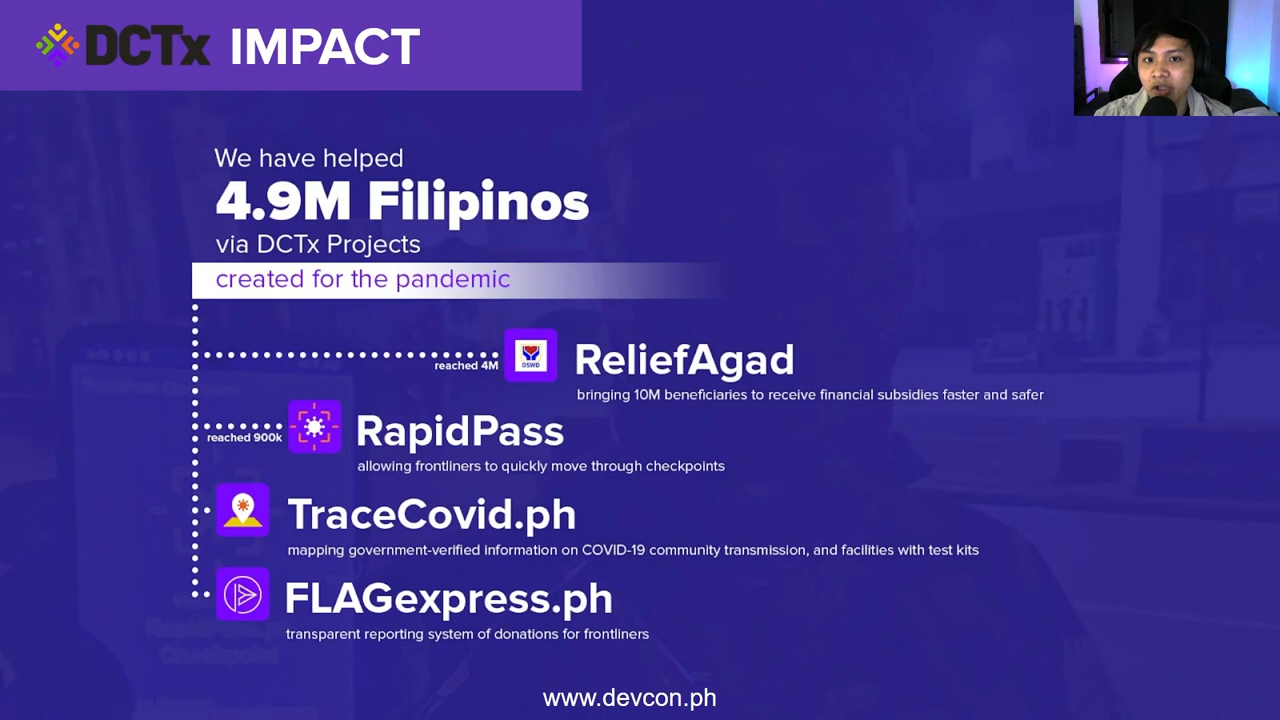 DCTx IMPACT
We have helped
4.9M Filipinos
via DCTx Projects
created for the pandemic
reached 4M
DSWD
ReliefAgad
bringing 10M beneficiaries to receive financial subsidies faster and safer
reached 900k
RapidPass
allowing frontliners to quickly move through checkpoints
TraceCovid.ph
mapping government-verified information on COVID-19 community transmission, and facilities with test kits
FLAGexpress.ph
transparent reporting system of donations for frontliners
Checkpoint
www.devcon.ph